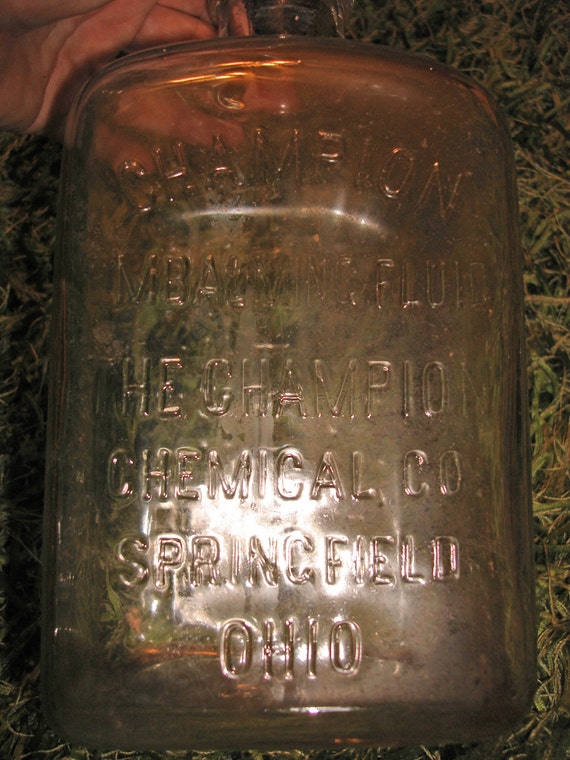 CHAMPION
EMBALMING FLUID
THE CHAMPION
CHEMICAL CO.
SPRINGFIELD
OHIO